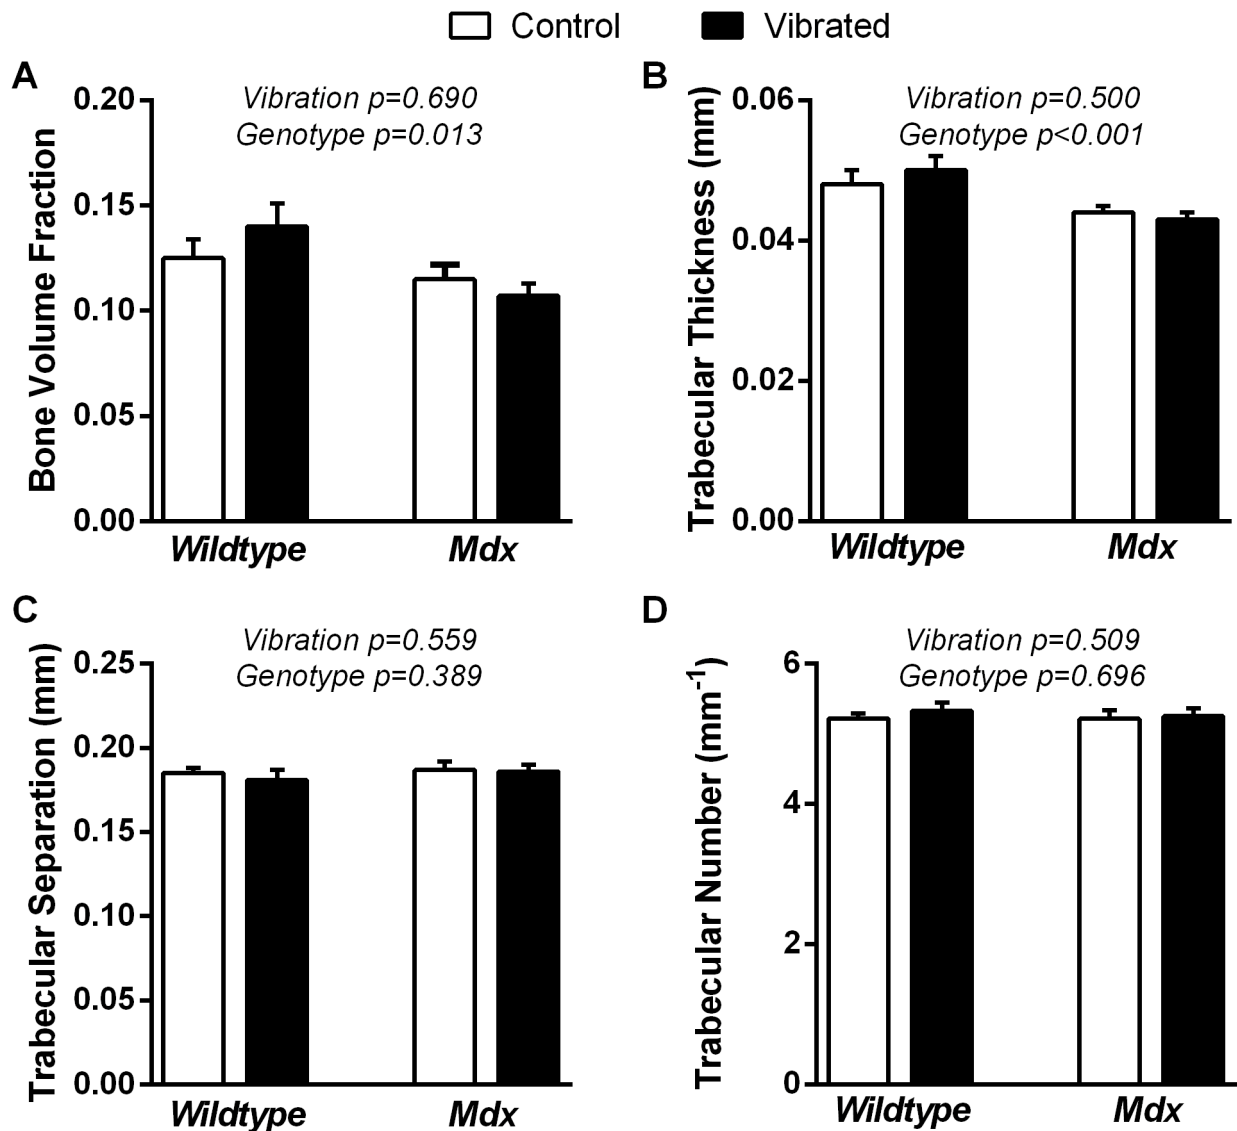 Control Vibrated
A
Vibration p=0.690
Genotype p=0.013
Bone Volume Fraction
0.20
0.15
0.10
0.05
0.00
Wildtype Mdx
B
Vibration p=0.500
Genotype p<0.001
Trabecular Thickness (mm)
0.06
0.04
0.02
0.00
Wildtype Mdx
C
Vibration p=0.559
Genotype p=0.389
Trabecular Separation (mm)
0.25
0.20
0.15
0.10
0.05
0.00
Wildtype Mdx
D
Vibration p=0.509
Genotype p=0.696
Trabecular Number (mm⁻¹)
6
4
2
0
Wildtype Mdx